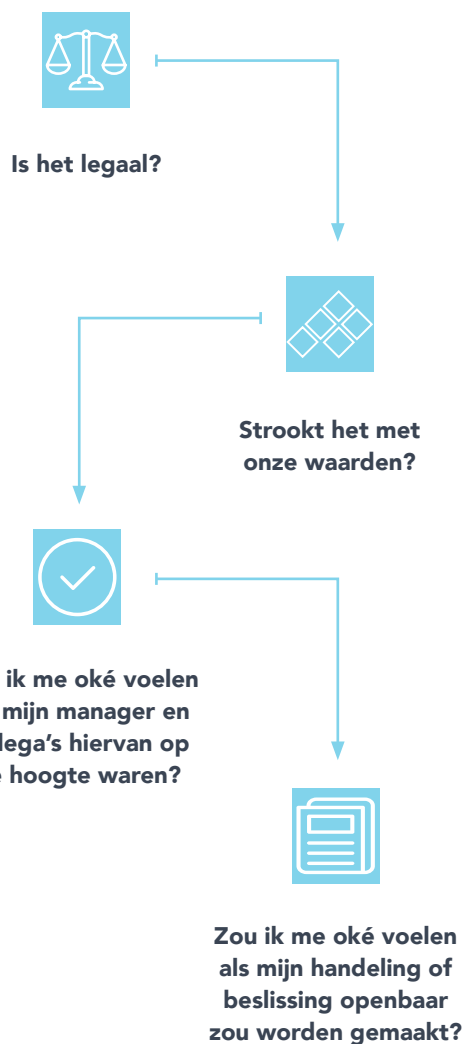 Is het legaal?
Strookt het met
onze waarden?
ik me oké voelen
mijn manager en
hiervan op
hoogte waren?
Zou ik me oké voelen
als mijn handeling of
beslissing openbaar
zou worden gemaakt?